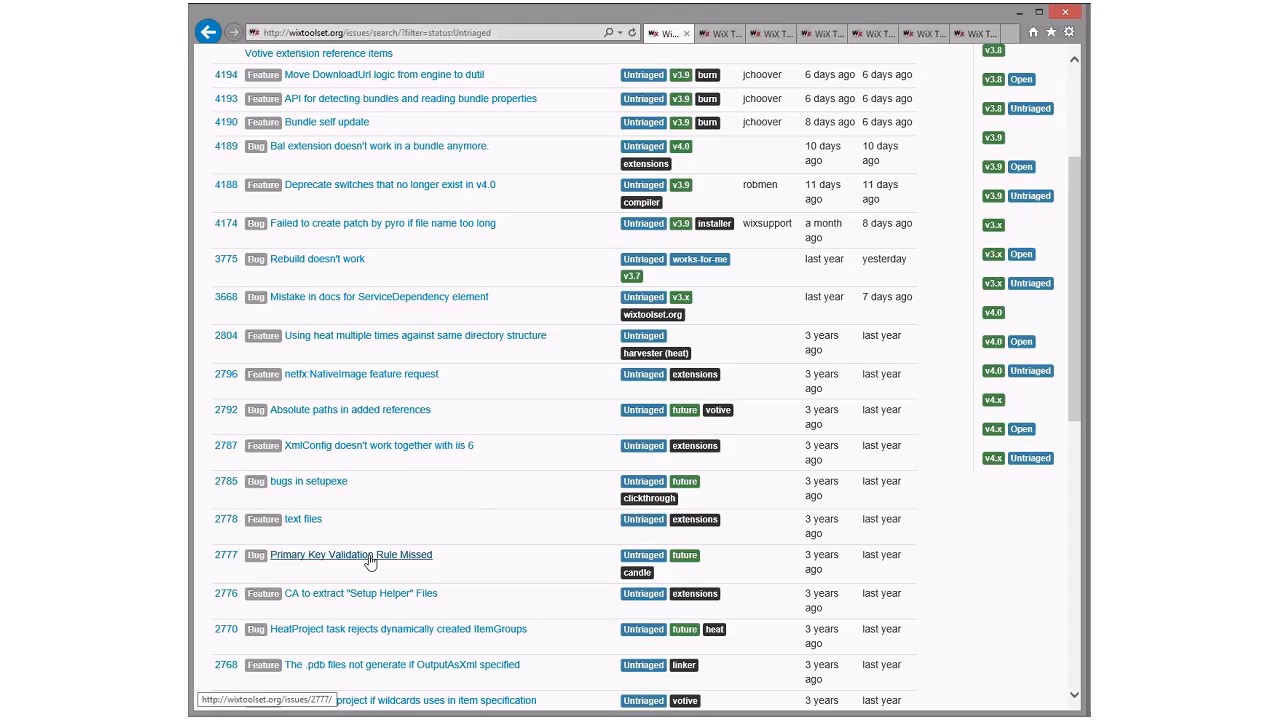 http://wixtoolset.org/issues/search/?filter=status:Untriaged
Wi...
WiX T...
WiX T...
WiX T...
WiX T...
WiX T...
WiX T...
Votive extension reference items
4194 Feature Move DownloadUrl logic from engine to dutil Untriaged v3.9 burn jchoover 6 days ago 6 days ago
4193 Feature API for detecting bundles and reading bundle properties Untriaged v3.9 burn jchoover 6 days ago 6 days ago
4190 Feature Bundle self update Untriaged v3.9 burn jchoover 8 days ago 6 days ago
4189 Bug Bal extension doesn't work in a bundle anymore. Untriaged v4.0 10 days 10 days
extensions ago ago
4188 Feature Deprecate switches that no longer exist in v4.0 Untriaged v3.9 robmen 11 days 11 days
compiler ago ago
4174 Bug Failed to create patch by pyro if file name too long Untriaged v3.9 installer wixsupport a month 8 days ago
ago
3775 Bug Rebuild doesn't work Untriaged works-for-me last year yesterday
v3.7
3668 Bug Mistake in docs for ServiceDependency element Untriaged v3.x last year 7 days ago
wixtoolset.org
2804 Feature Using heat multiple times against same directory structure Untriaged 3 years last year
harvester (heat) ago
2796 Feature netfx:NativeImage feature request Untriaged extensions 3 years last year
ago
2792 Bug Absolute paths in added references Untriaged future votive 3 years last year
ago
2787 Feature XmlConfig doesn't work together with iis 6 Untriaged extensions 3 years last year
ago
2785 Bug bugs in setupexe Untriaged future 3 years last year
clickthrough ago
2778 Feature text files Untriaged extensions 3 years last year
ago
2777 Bug Primary Key Validation Rule Missed Untriaged future 3 years last year
candle ago
2776 Feature CA to extract "Setup Helper" Files Untriaged extensions 3 years last year
ago
2770 Bug HeatProject task rejects dynamically created ItemGroups Untriaged future heat 3 years last year
ago
2768 Feature The .pdb files not generate if OutputAsXml specified Untriaged linker 3 years last year
ago
project if wildcards uses in item specification Untriaged votive 3 years last year
http://wixtoolset.org/issues/2777/
v3.8
v3.8 Open
v3.8 Untriaged
v3.9
v3.9 Open
v3.9 Untriaged
v3.x
v3.x Open
v3.x Untriaged
v4.0
v4.0 Open
v4.0 Untriaged
v4.x
v4.x Open
v4.x Untriaged